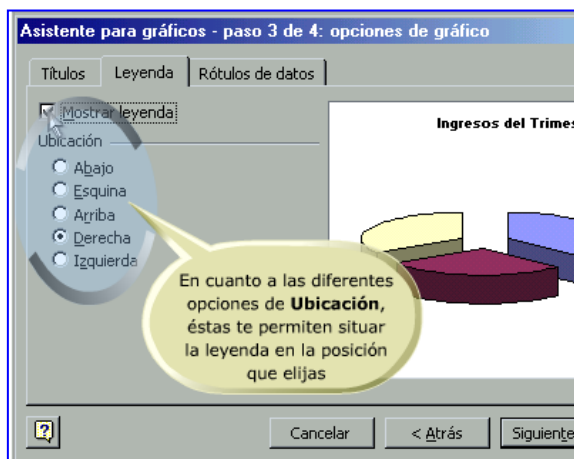 Asistente para gráficos - paso 3 de 4: opciones de gráfico
Títulos Leyenda Rótulos de datos
Mostrar leyenda
Ubicación
Abajo
Esquina
Arriba
Derecha
Izquierda
Ingresos del Trimes
En cuanto a las diferentes
opciones de Ubicación,
éstas te permiten situar
la leyenda en la posición
que elijas
Cancelar < Atrás Siguiente